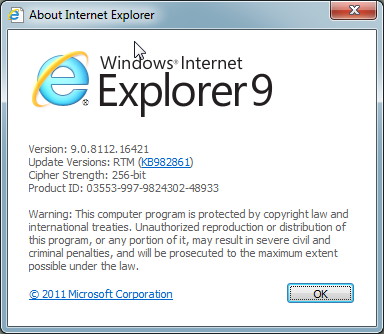 About Internet Explorer
Windows® Internet
Explorer 9
Version: 9.0.8112.16421
Update Versions: RTM (KB982861)
Cipher Strength: 256-bit
Product ID: 03553-997-9824302-48933
Warning: This computer program is protected by copyright law and
international treaties. Unauthorized reproduction or distribution of
this program, or any portion of it, may result in severe civil and
criminal penalties, and will be prosecuted to the maximum extent
possible under the law.
© 2011 Microsoft Corporation
OK